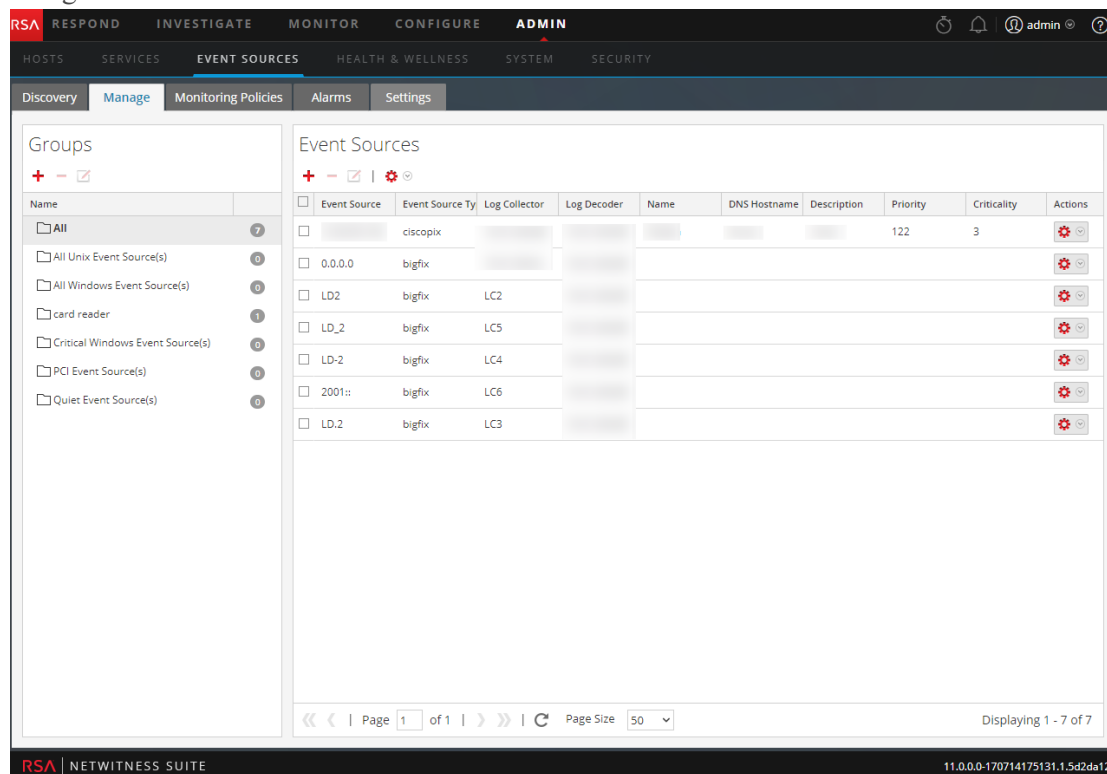 RSA RESPOND INVESTIGATE MONITOR CONFIGURE ADMIN admin ?
HOSTS SERVICES EVENT SOURCES HEALTH & WELLNESS SYSTEM SECURITY
Discovery Manage Monitoring Policies Alarms Settings
Groups
Name
All 7
All Unix Event Source(s) 0
All Windows Event Source(s) 0
card reader 1
Critical Windows Event Source(s) 0
PCI Event Source(s) 0
Quiet Event Source(s) 0
Event Sources
Event Source Event Source Ty Log Collector Log Decoder Name DNS Hostname Description Priority Criticality Actions
ciscopix 122 3
0.0.0.0 bigfix
LD2 bigfix LC2
LD_2 bigfix LC5
LD-2 bigfix LC4
2001:: bigfix LC6
LD.2 bigfix LC3
Page 1 of 1 Page Size 50 Displaying 1 - 7 of 7
RSA NETWITNESS SUITE 11.0.0.0-170714175131.1.5d2da12